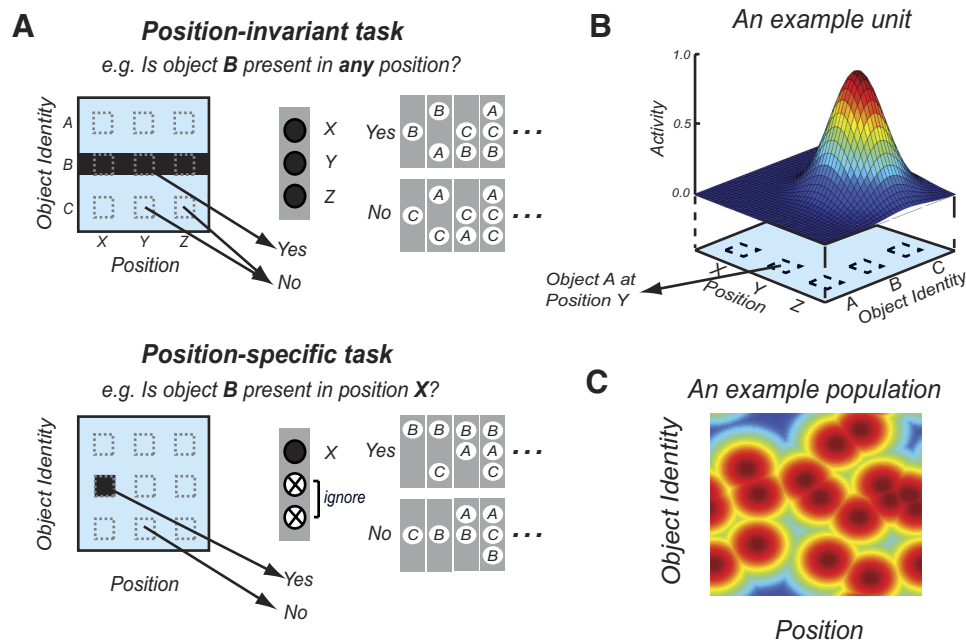 A
Position-invariant task
e.g. Is object B present in any position?
Object Identity
A
B
C
X Y Z
Position
Yes
No
X
Y
Z
Yes
B
B
A
C
B
A
C
B
...
No
C
A
C
C
A
A
C
C
...
Position-specific task
e.g. Is object B present in position X?
Object Identity
Position
Yes
No
X
ignore
Yes
B
B
C
B
A
B
A
C
...
No
C
B
A
B
A
C
B
...
B
An example unit
Activity
1.0
0.5
0.0
X
Y
Z
Position
A
B
C
Object Identity
Object A at
Position Y
C
An example population
Object Identity
Position